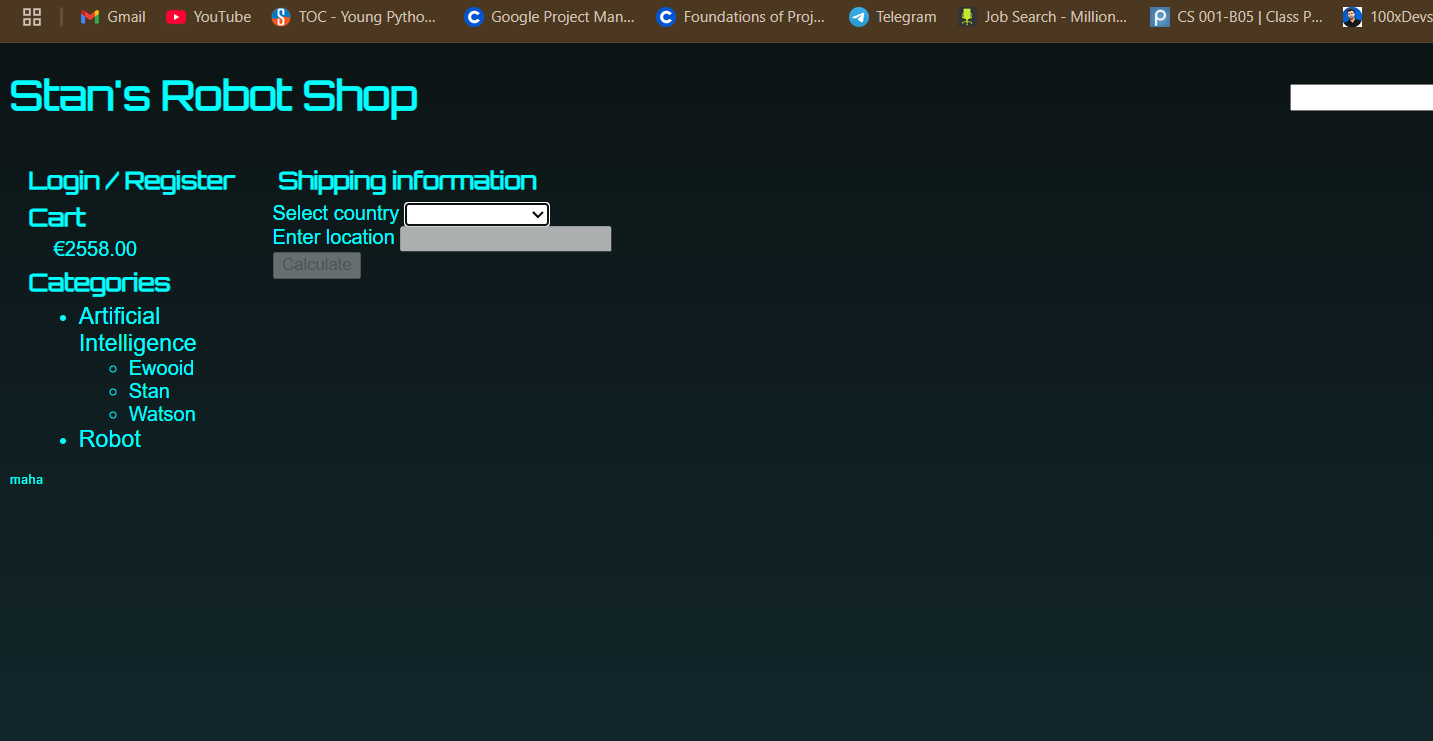 Gmail YouTube TOC - Young Pytho... Google Project Man... Foundations of Proj... Telegram Job Search - Million... CS 001-B05 | Class P... 100xDevs
Stan's Robot Shop
Login / Register
Cart
€2558.00
Categories
Artificial
Intelligence
Ewooid
Stan
Watson
Robot
Shipping information
Select country
Enter location
Calculate
maha